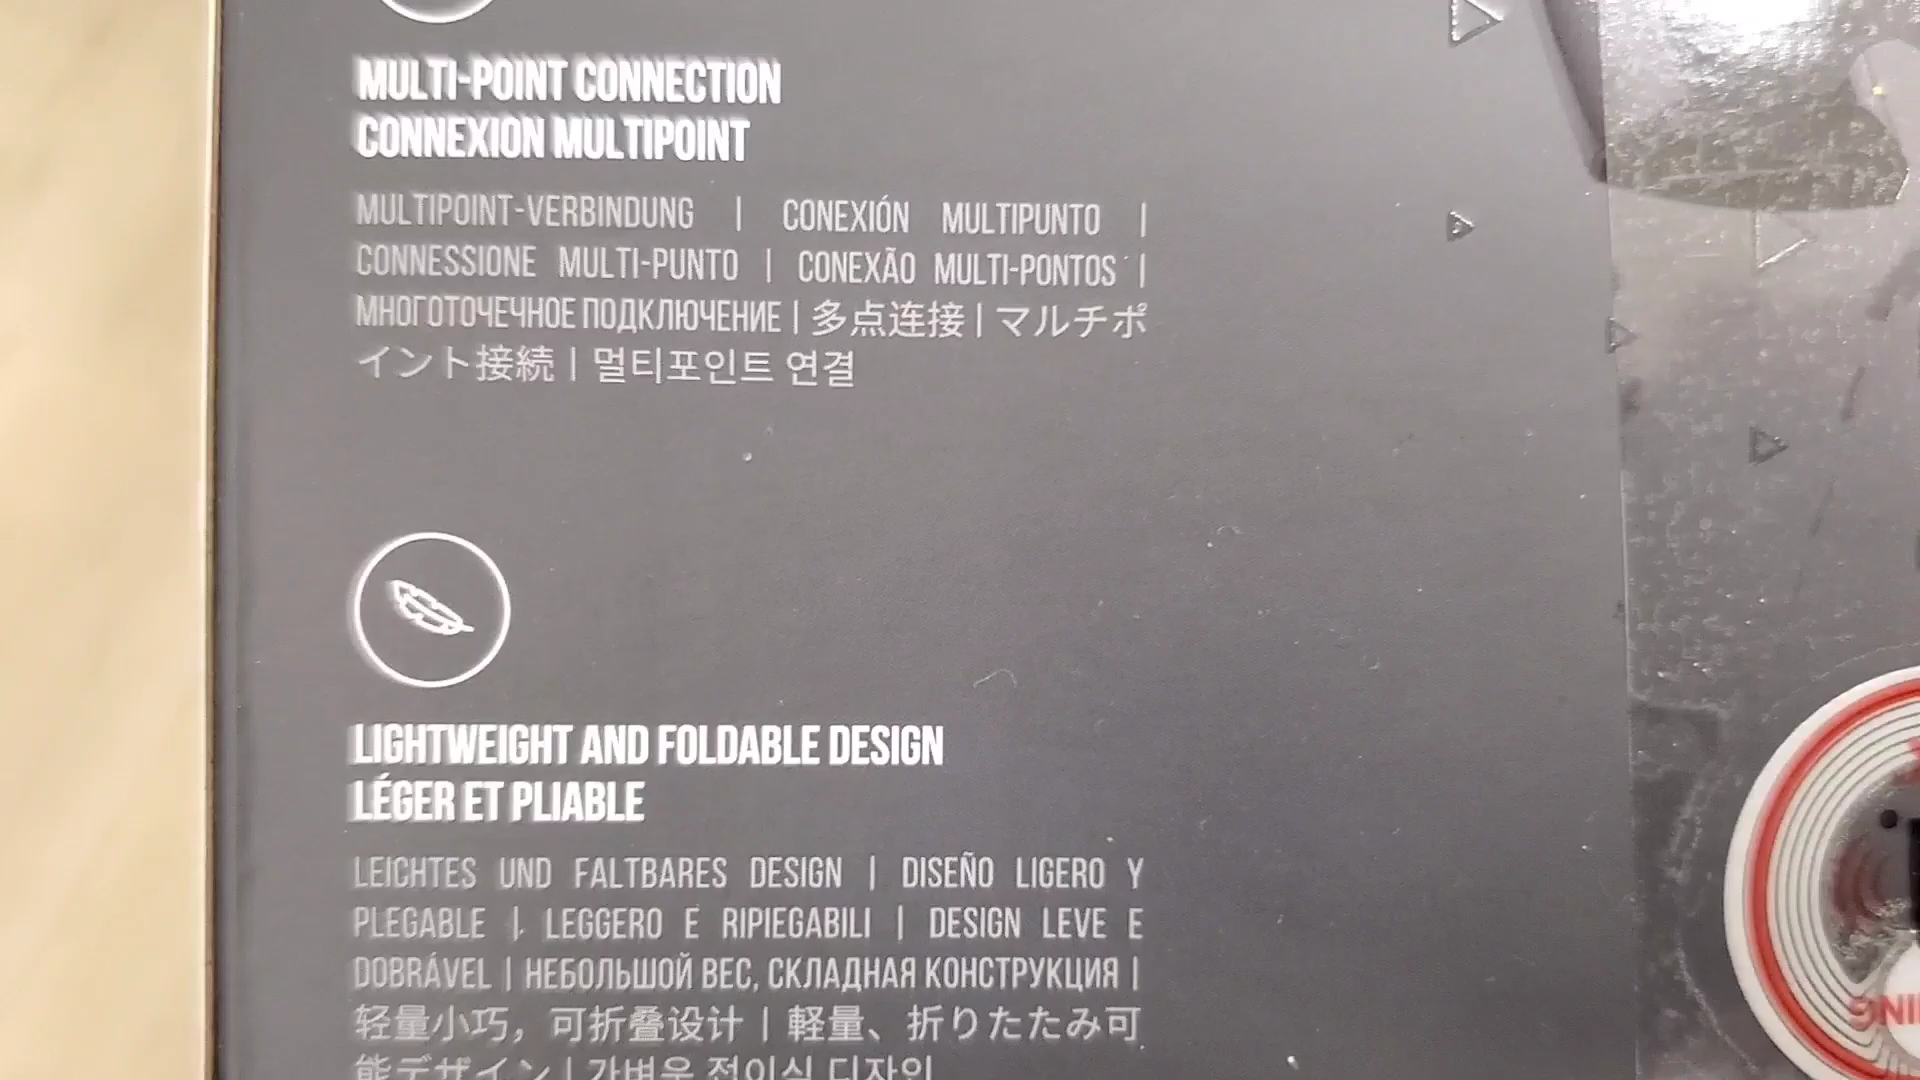 MULTI-POINT CONNECTION
CONNEXION MULTIPOINT
MULTIPOINT-VERBINDUNG | CONEXIÓN MULTIPUNTO |
CONNESSIONE MULTI-PUNTO | CONEXÃO MULTI-PONTOS |
МНОГОТОЧЕЧНОЕ ПОДКЛЮЧЕНИЕ | 多点连接 | マルチポ
イント接続 | 멀티포인트 연결
LIGHTWEIGHT AND FOLDABLE DESIGN
LÉGER ET PLIABLE
LEICHTES UND FALTBARES DESIGN | DISEÑO LIGERO Y
PLEGABLE | LEGGERO E RIPIEGABILI | DESIGN LEVE E
DOBRÁVEL | НЕБОЛЬШОЙ ВЕС, СКЛАДНАЯ КОНСТРУКЦИЯ |
轻量小巧，可折叠设计 | 軽量、折りたたみ可
能デザイン | 가벼운 접이식 디자인